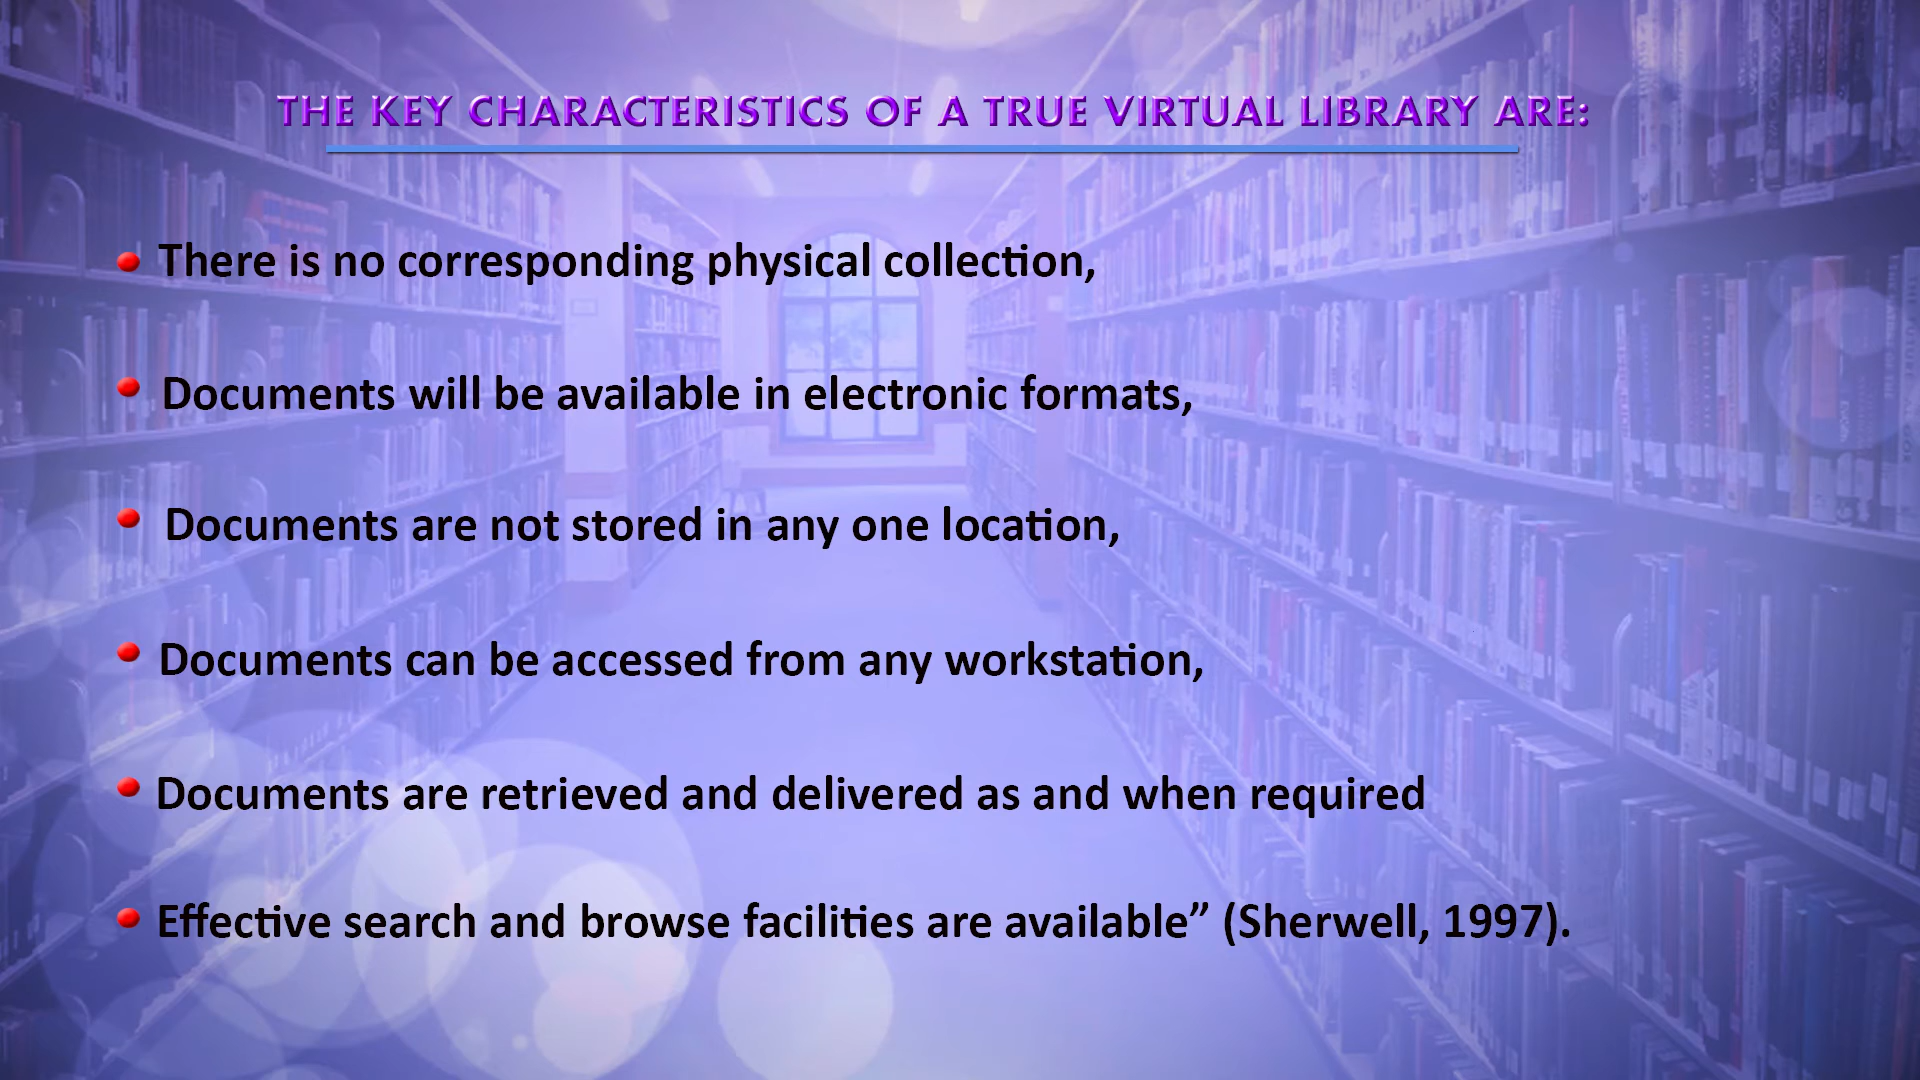 THE KEY CHARACTERISTICS OF A TRUE VIRTUAL LIBRARY ARE:
There is no corresponding physical collection,
Documents will be available in electronic formats,
Documents are not stored in any one location,
Documents can be accessed from any workstation,
Documents are retrieved and delivered as and when required
Effective search and browse facilities are available” (Sherwell, 1997).